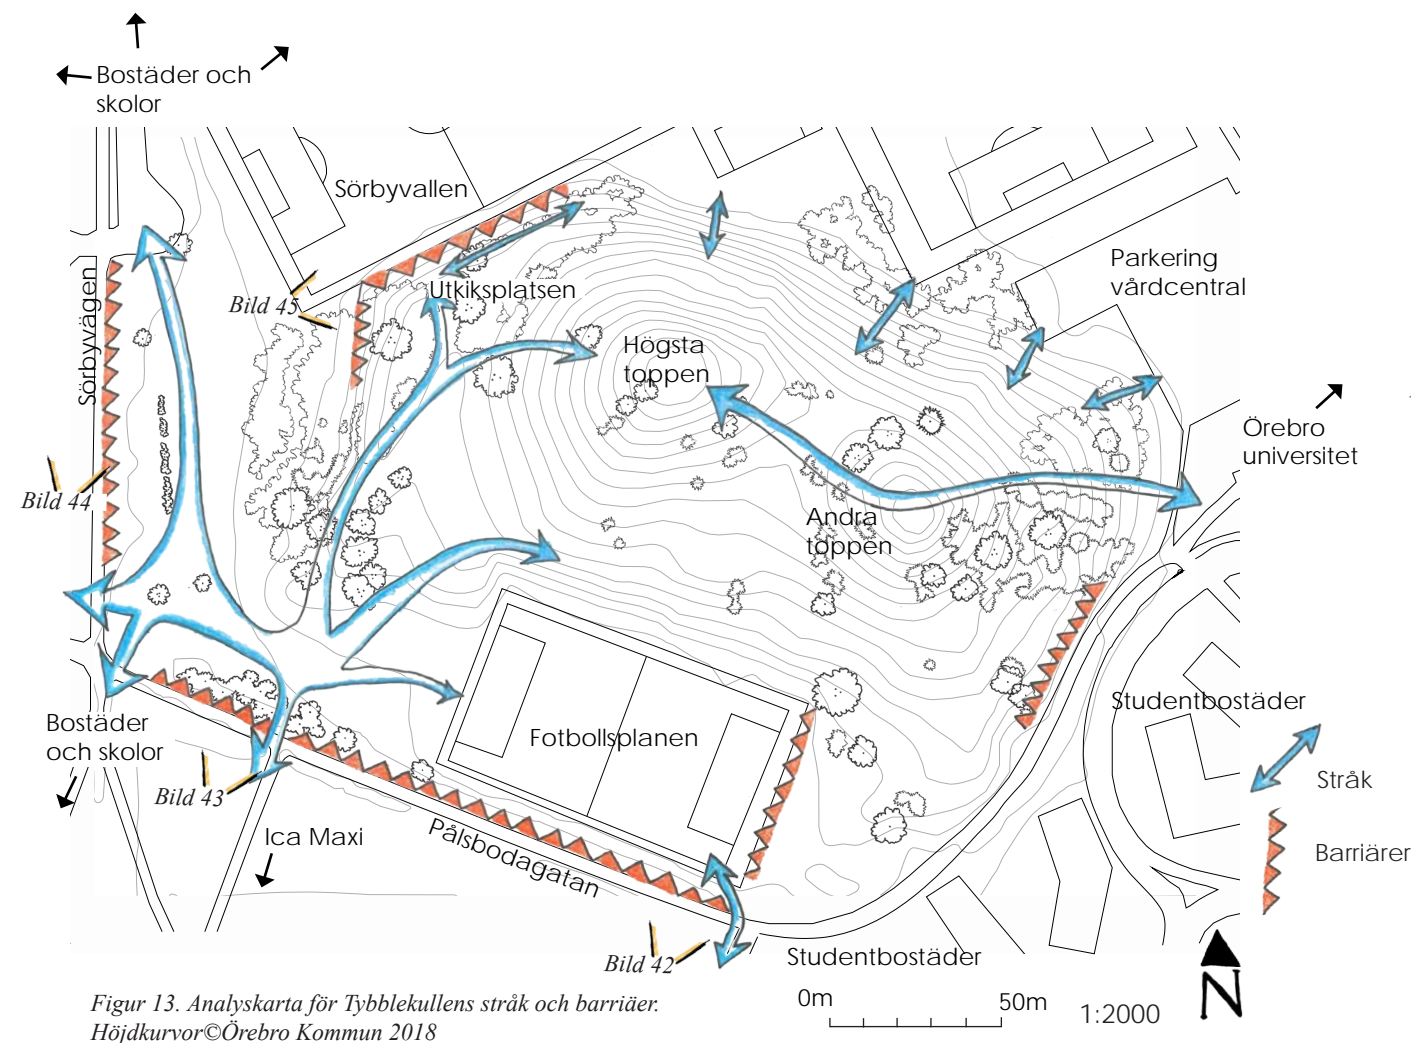 Bostäder och
skolor
Sörbyvallen
Sörbyvägen
Bild 45
Utkiksplatsen
Parkering
vårdcentral
Högsta
toppen
Örebro
universitet
Bild 44
Andra
toppen
Bostäder
och skolor
Fotbollsplanen
Studentbostäder
Stråk
Bild 43
Ica Maxi
Pålsbodagatan
Barriärer
Bild 42
Studentbostäder
N
0m
50m
1:2000
Figur 13. Analyskarta för Tybblekullens stråk och barriäer.
Höjdkurvor©Örebro Kommun 2018